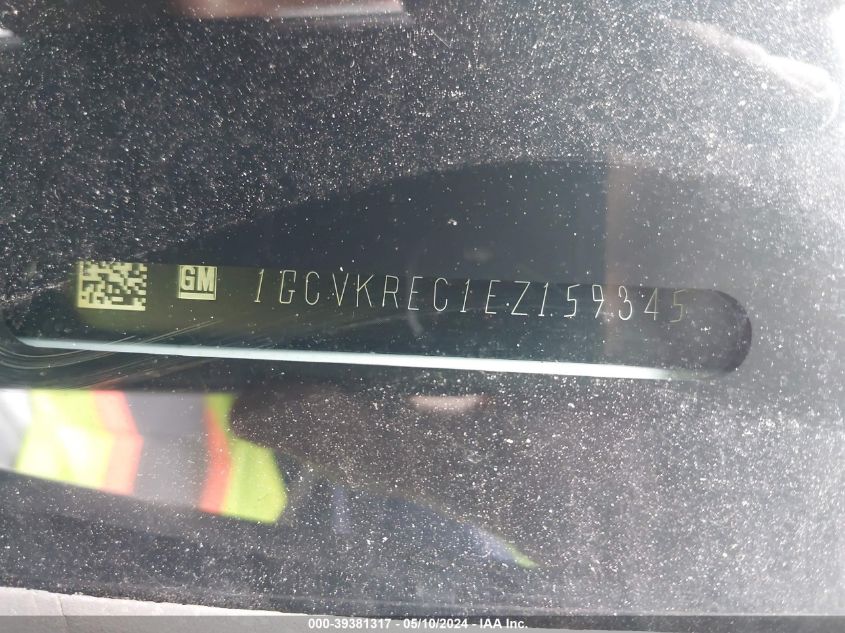 GM 1GCVKREC1EZ159345
000-39381317 - 05/10/2024 - IAA Inc.